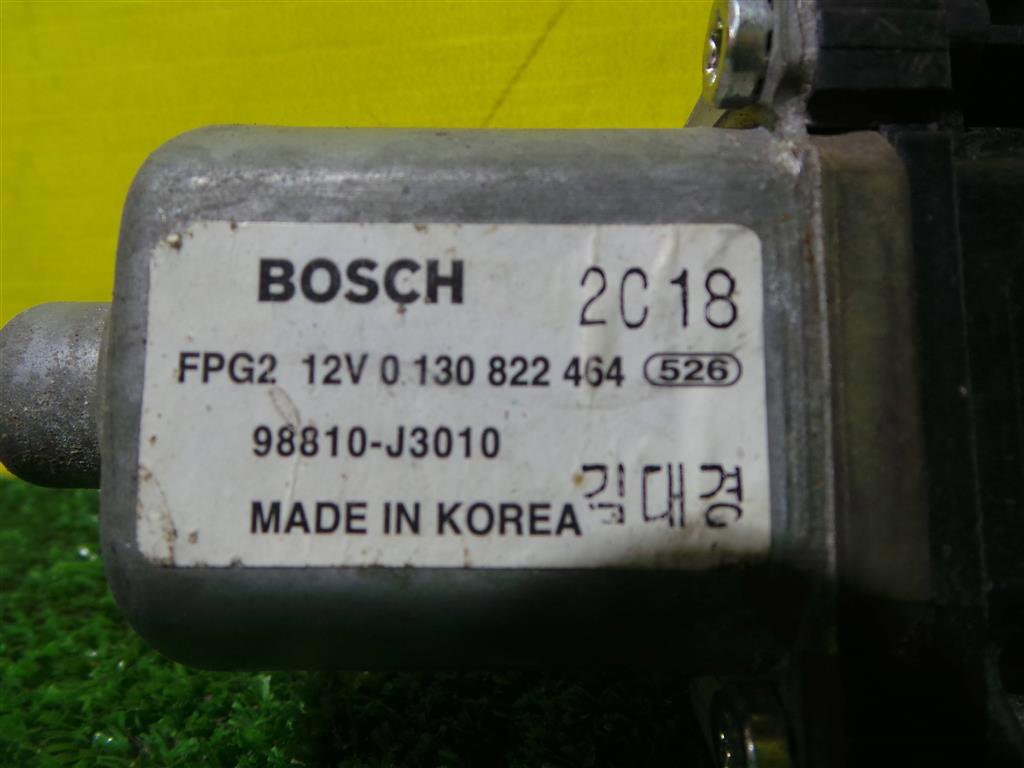 BOSCH 2C18
FPG2 12V 0 130 822 464 526
98810-J3010
MADE IN KOREA 김대경